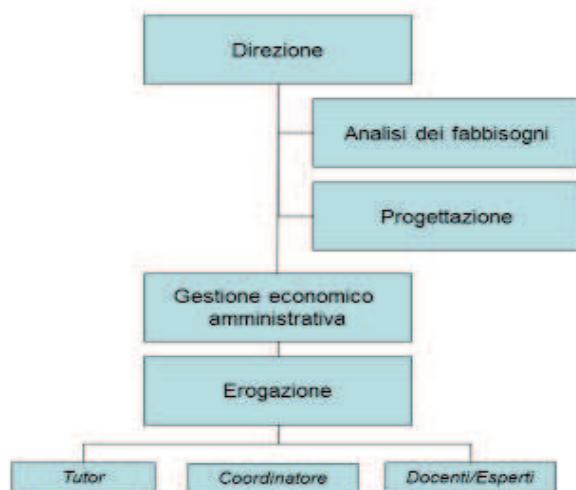 Direzione
Analisi dei fabbisogni
Progettazione
Gestione economico
amministrativa
Erogazione
Tutor
Coordinatore
Docenti/Esperti